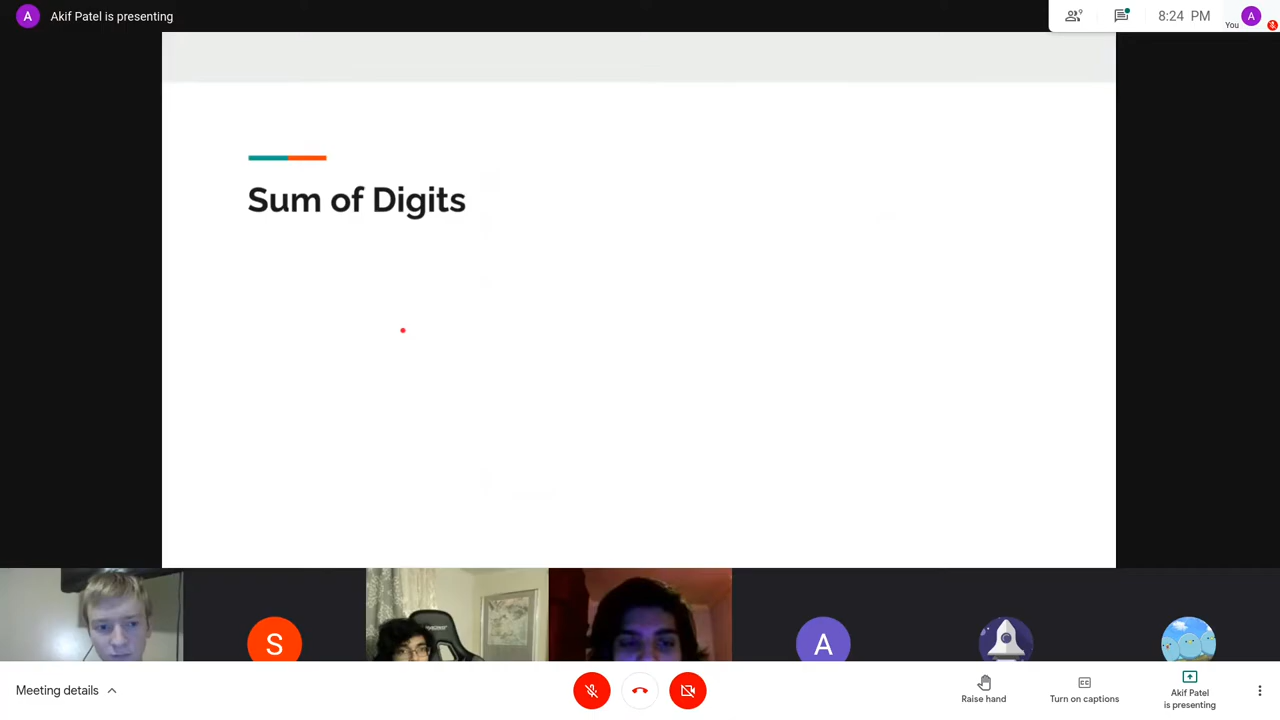 A Akif Patel is presenting
9
8:24 PM
You
A
Sum of Digits
S
A
Meeting details
Raise hand
Turn on captions
Akif Patel
is presenting